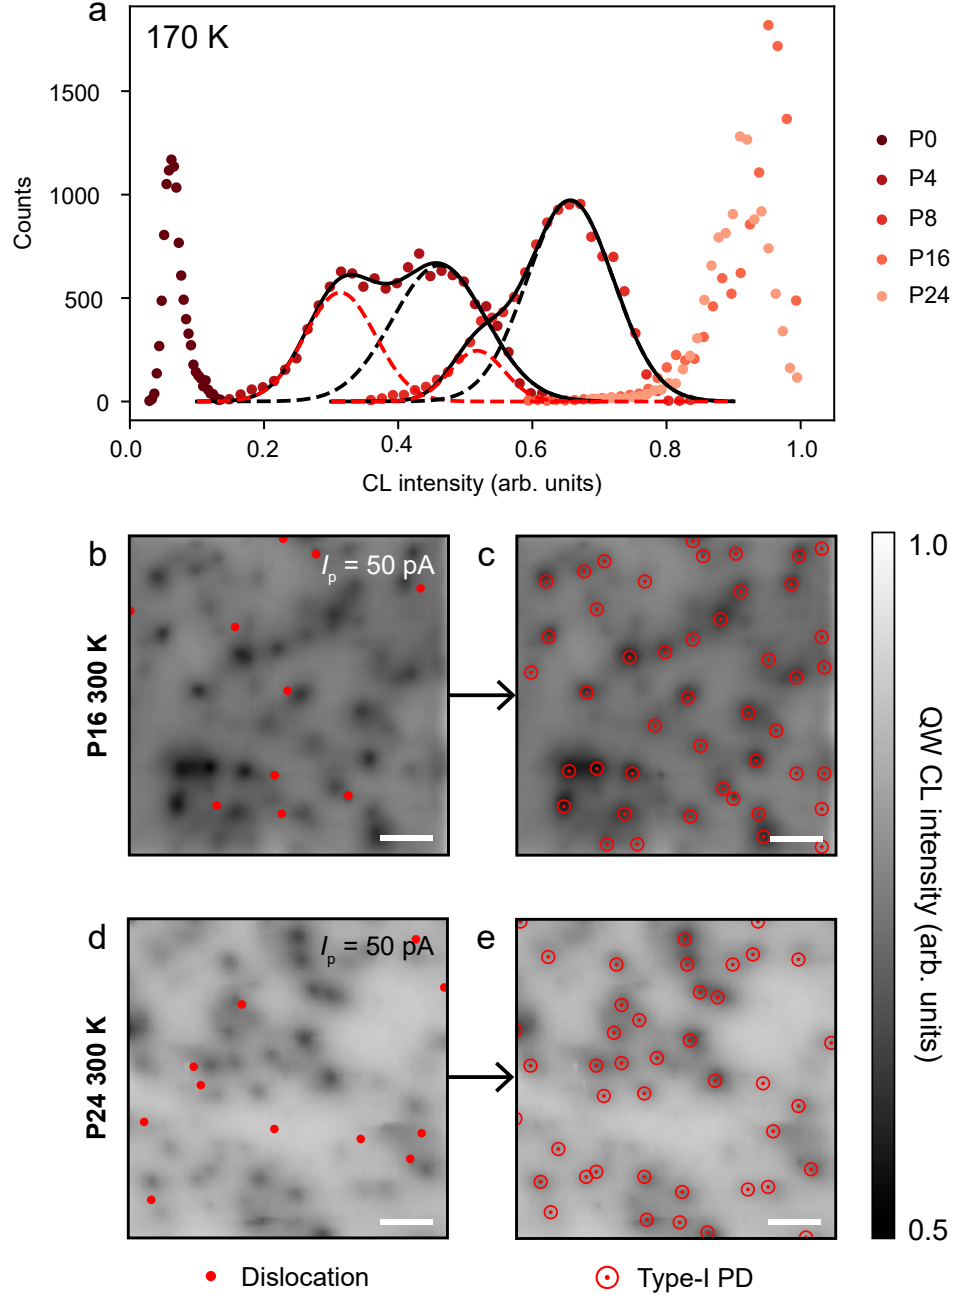 a
170 K
Counts
1500
1000
500
0
0.0
0.2
0.4
0.6
0.8
1.0
CL intensity (arb. units)
P0
P4
P8
P16
P24
b
Ip = 50 pA
c
P16 300 K
d
Ip = 50 pA
e
P24 300 K
1.0
QW CL intensity (arb. units)
0.5
Dislocation
Type-I PD